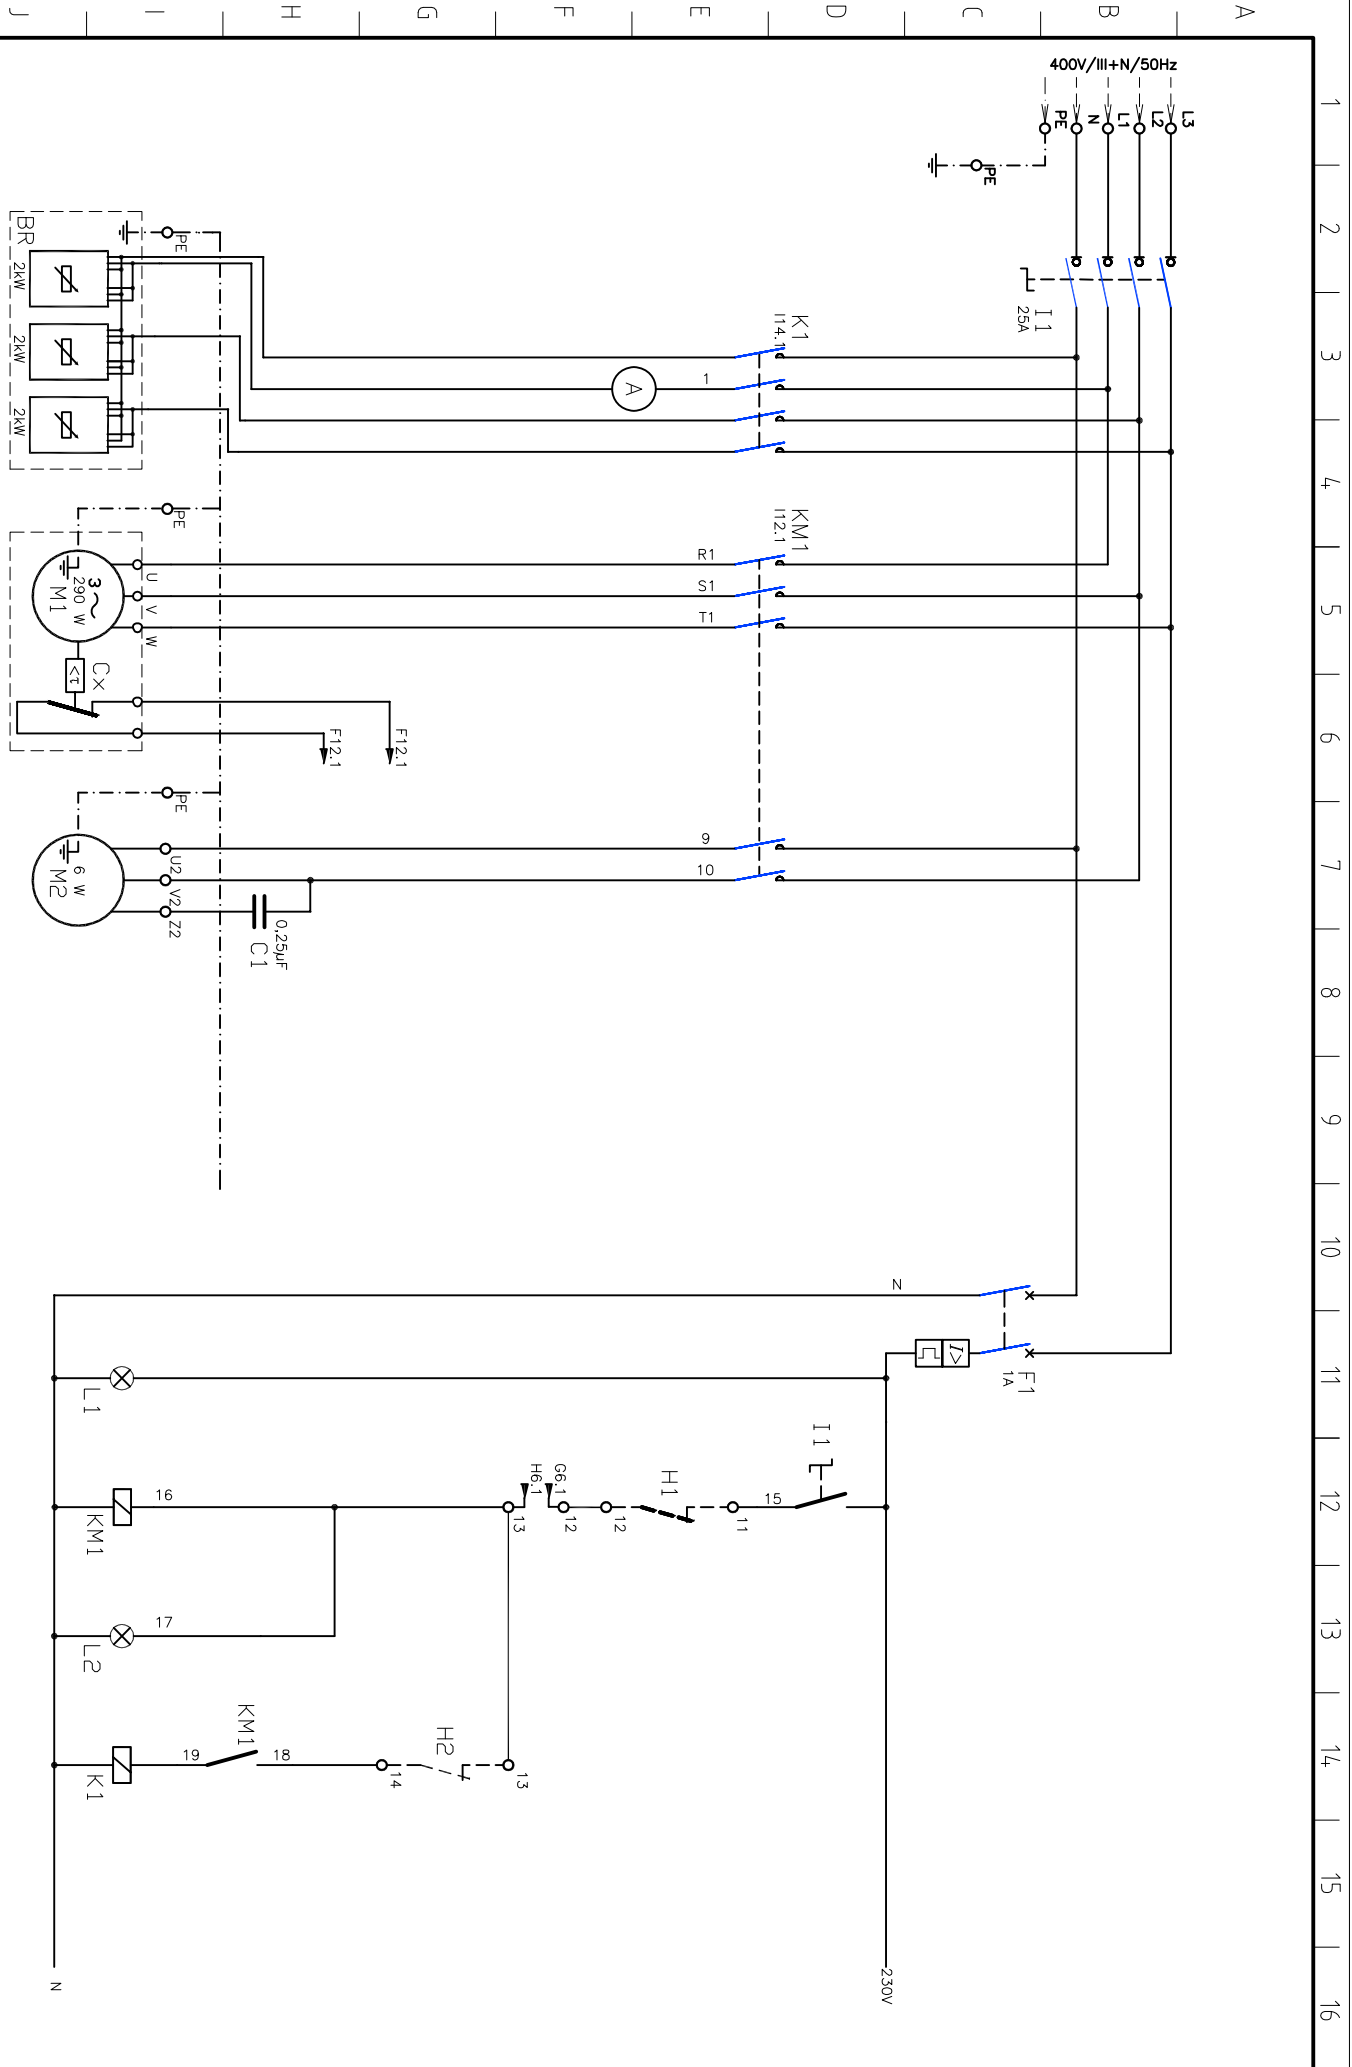 A
B
C
D
E
F
G
H
I
J
1
2
3
4
5
6
7
8
9
10
11
12
13
14
15
16
400V/III+N/50Hz
L3
L2
L1
N
PE
PE
I1
25A
K1
I14.1
1
A
PE
BR
2kW
2kW
2kW
KM1
I12.1
R1
S1
T1
PE
U
V
W
3~
290 W
M1
Cx
<τ
F12.1
F12.1
PE
9
10
U2
V2
Z2
6 W
M2
0,25µF
C1
N
F1
1A
I>
L1
I1
15
H1
11
12
12
G6.1
H6.1
13
16
KM1
17
L2
13
H2
14
18
KM1
19
K1
230V
N